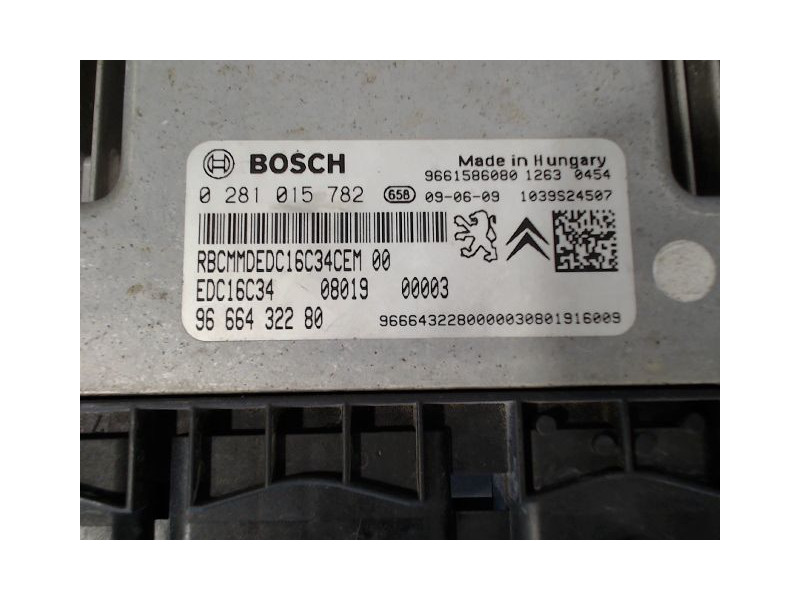 BOSCH
Made in Hungary
9661586080 1263 0454
0 281 015 782 65B 09-06-09 1039S24507
RBCMMDEDC16C34CEM 00
EDC16C34 08019 00003
96 664 322 80 9666432280000030801916009